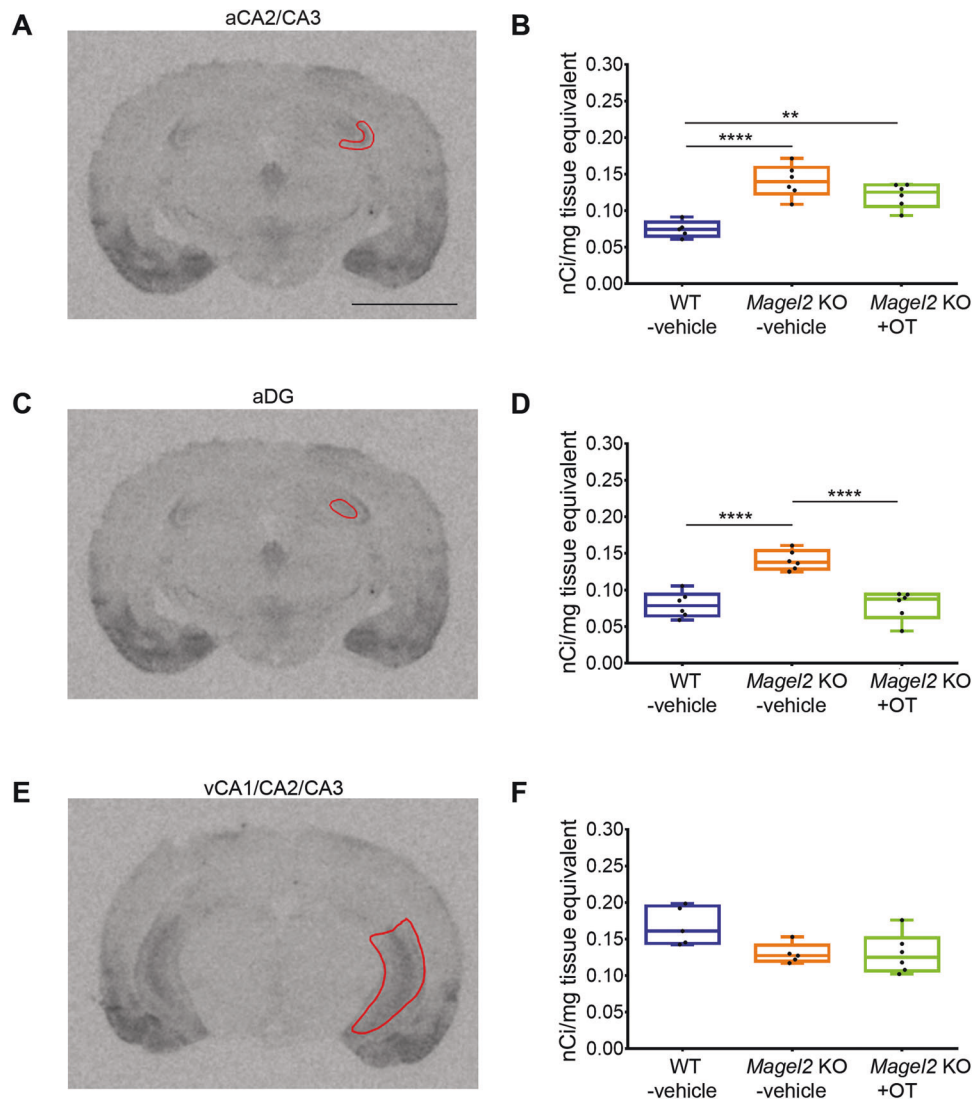 A
aCA2/CA3
B
nCi/mg tissue equivalent
0.30
0.25
0.20
0.15
0.10
0.05
0.00
**
****
WT
-vehicle
Magel2 KO
-vehicle
Magel2 KO
+OT
C
aDG
D
nCi/mg tissue equivalent
0.30
0.25
0.20
0.15
0.10
0.05
0.00
****
****
WT
-vehicle
Magel2 KO
-vehicle
Magel2 KO
+OT
E
vCA1/CA2/CA3
F
nCi/mg tissue equivalent
0.30
0.25
0.20
0.15
0.10
0.05
0.00
WT
-vehicle
Magel2 KO
-vehicle
Magel2 KO
+OT